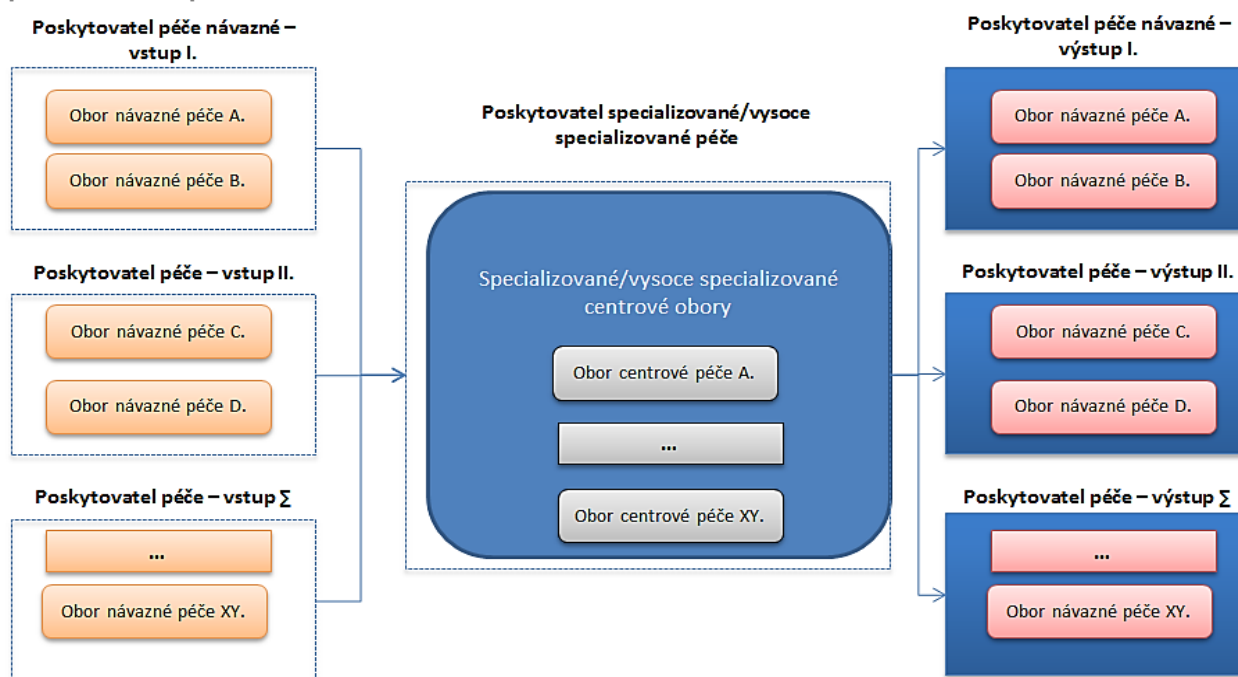 Poskytovatel péče návazné –
vstup I.
Obor návazné péče A.
Obor návazné péče B.
Poskytovatel péče – vstup II.
Obor návazné péče C.
Obor návazné péče D.
Poskytovatel péče – vstup ∑
...
Obor návazné péče XY.
Poskytovatel specializované/vysoce
specializované péče
Specializované/vysoce specializované
centrové obory
Obor centrové péče A.
...
Obor centrové péče XY.
Poskytovatel péče návazné –
výstup I.
Obor návazné péče A.
Obor návazné péče B.
Poskytovatel péče – výstup II.
Obor návazné péče C.
Obor návazné péče D.
Poskytovatel péče – výstup ∑
...
Obor návazné péče XY.